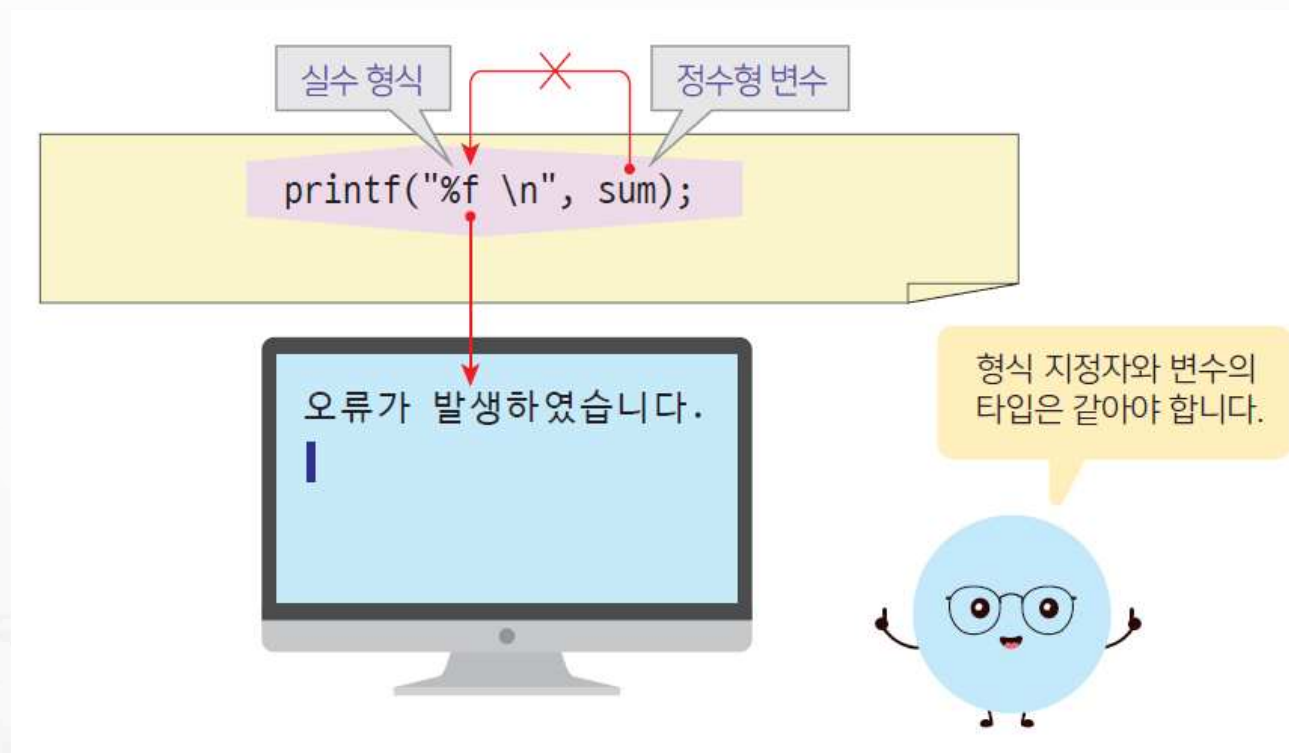 실수 형식
정수형 변수
printf("%f \n", sum);
오류가 발생하였습니다.
형식 지정자와 변수의
타입은 같아야 합니다.